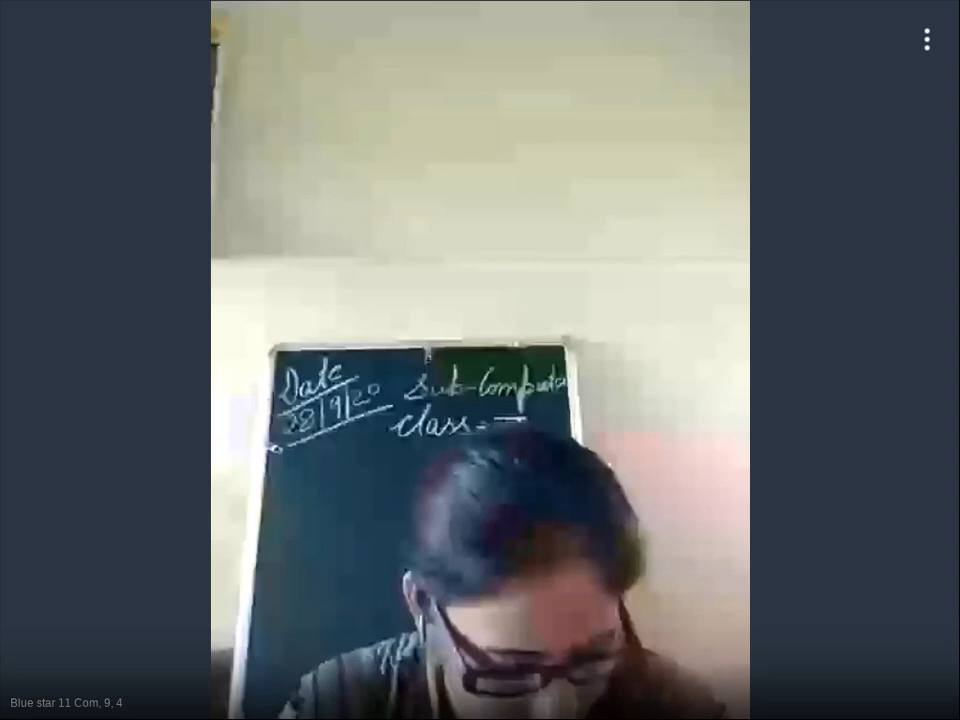 Date
28/9/20
Sub-Computer
Class-
Blue star 11 Com, 9, 4